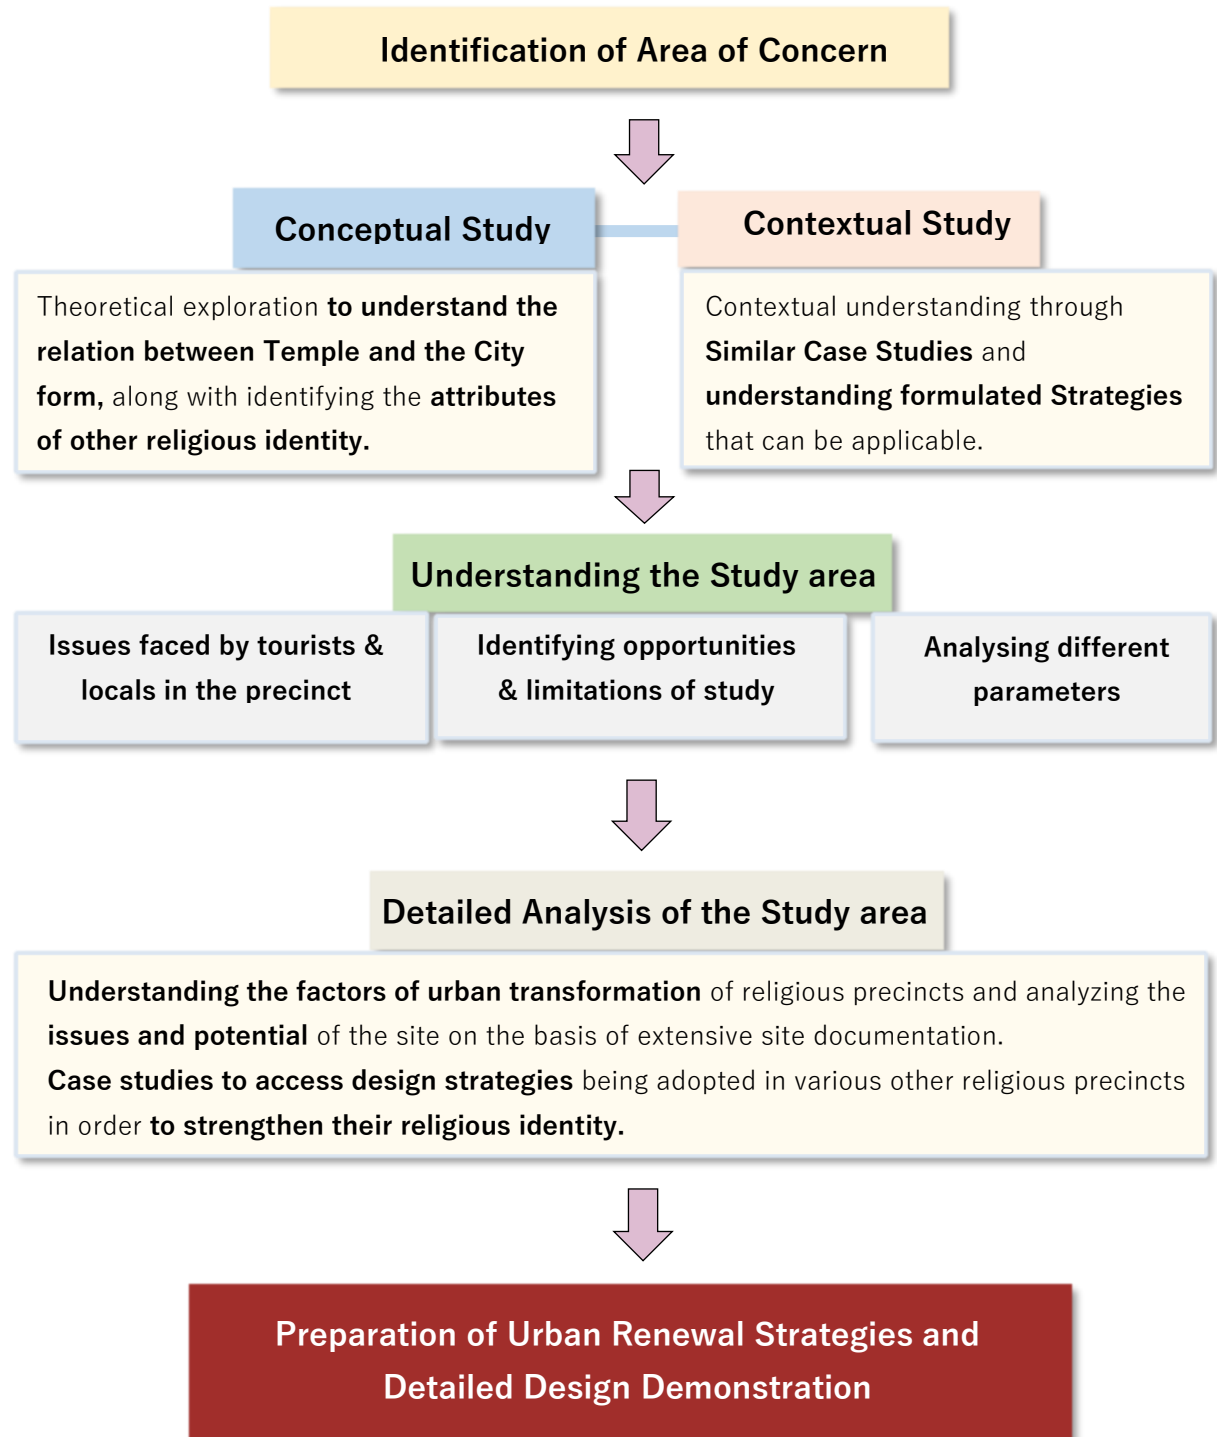 Identification of Area of Concern
Conceptual Study
Contextual Study
Theoretical exploration to understand the
relation between Temple and the City
form, along with identifying the attributes
of other religious identity.
Contextual understanding through
Similar Case Studies and
understanding formulated Strategies
that can be applicable.
Understanding the Study area
Issues faced by tourists &
locals in the precinct
Identifying opportunities
& limitations of study
Analysing different
parameters
Detailed Analysis of the Study area
Understanding the factors of urban transformation of religious precincts and analyzing the
issues and potential of the site on the basis of extensive site documentation.
Case studies to access design strategies being adopted in various other religious precincts
in order to strengthen their religious identity.
Preparation of Urban Renewal Strategies and
Detailed Design Demonstration